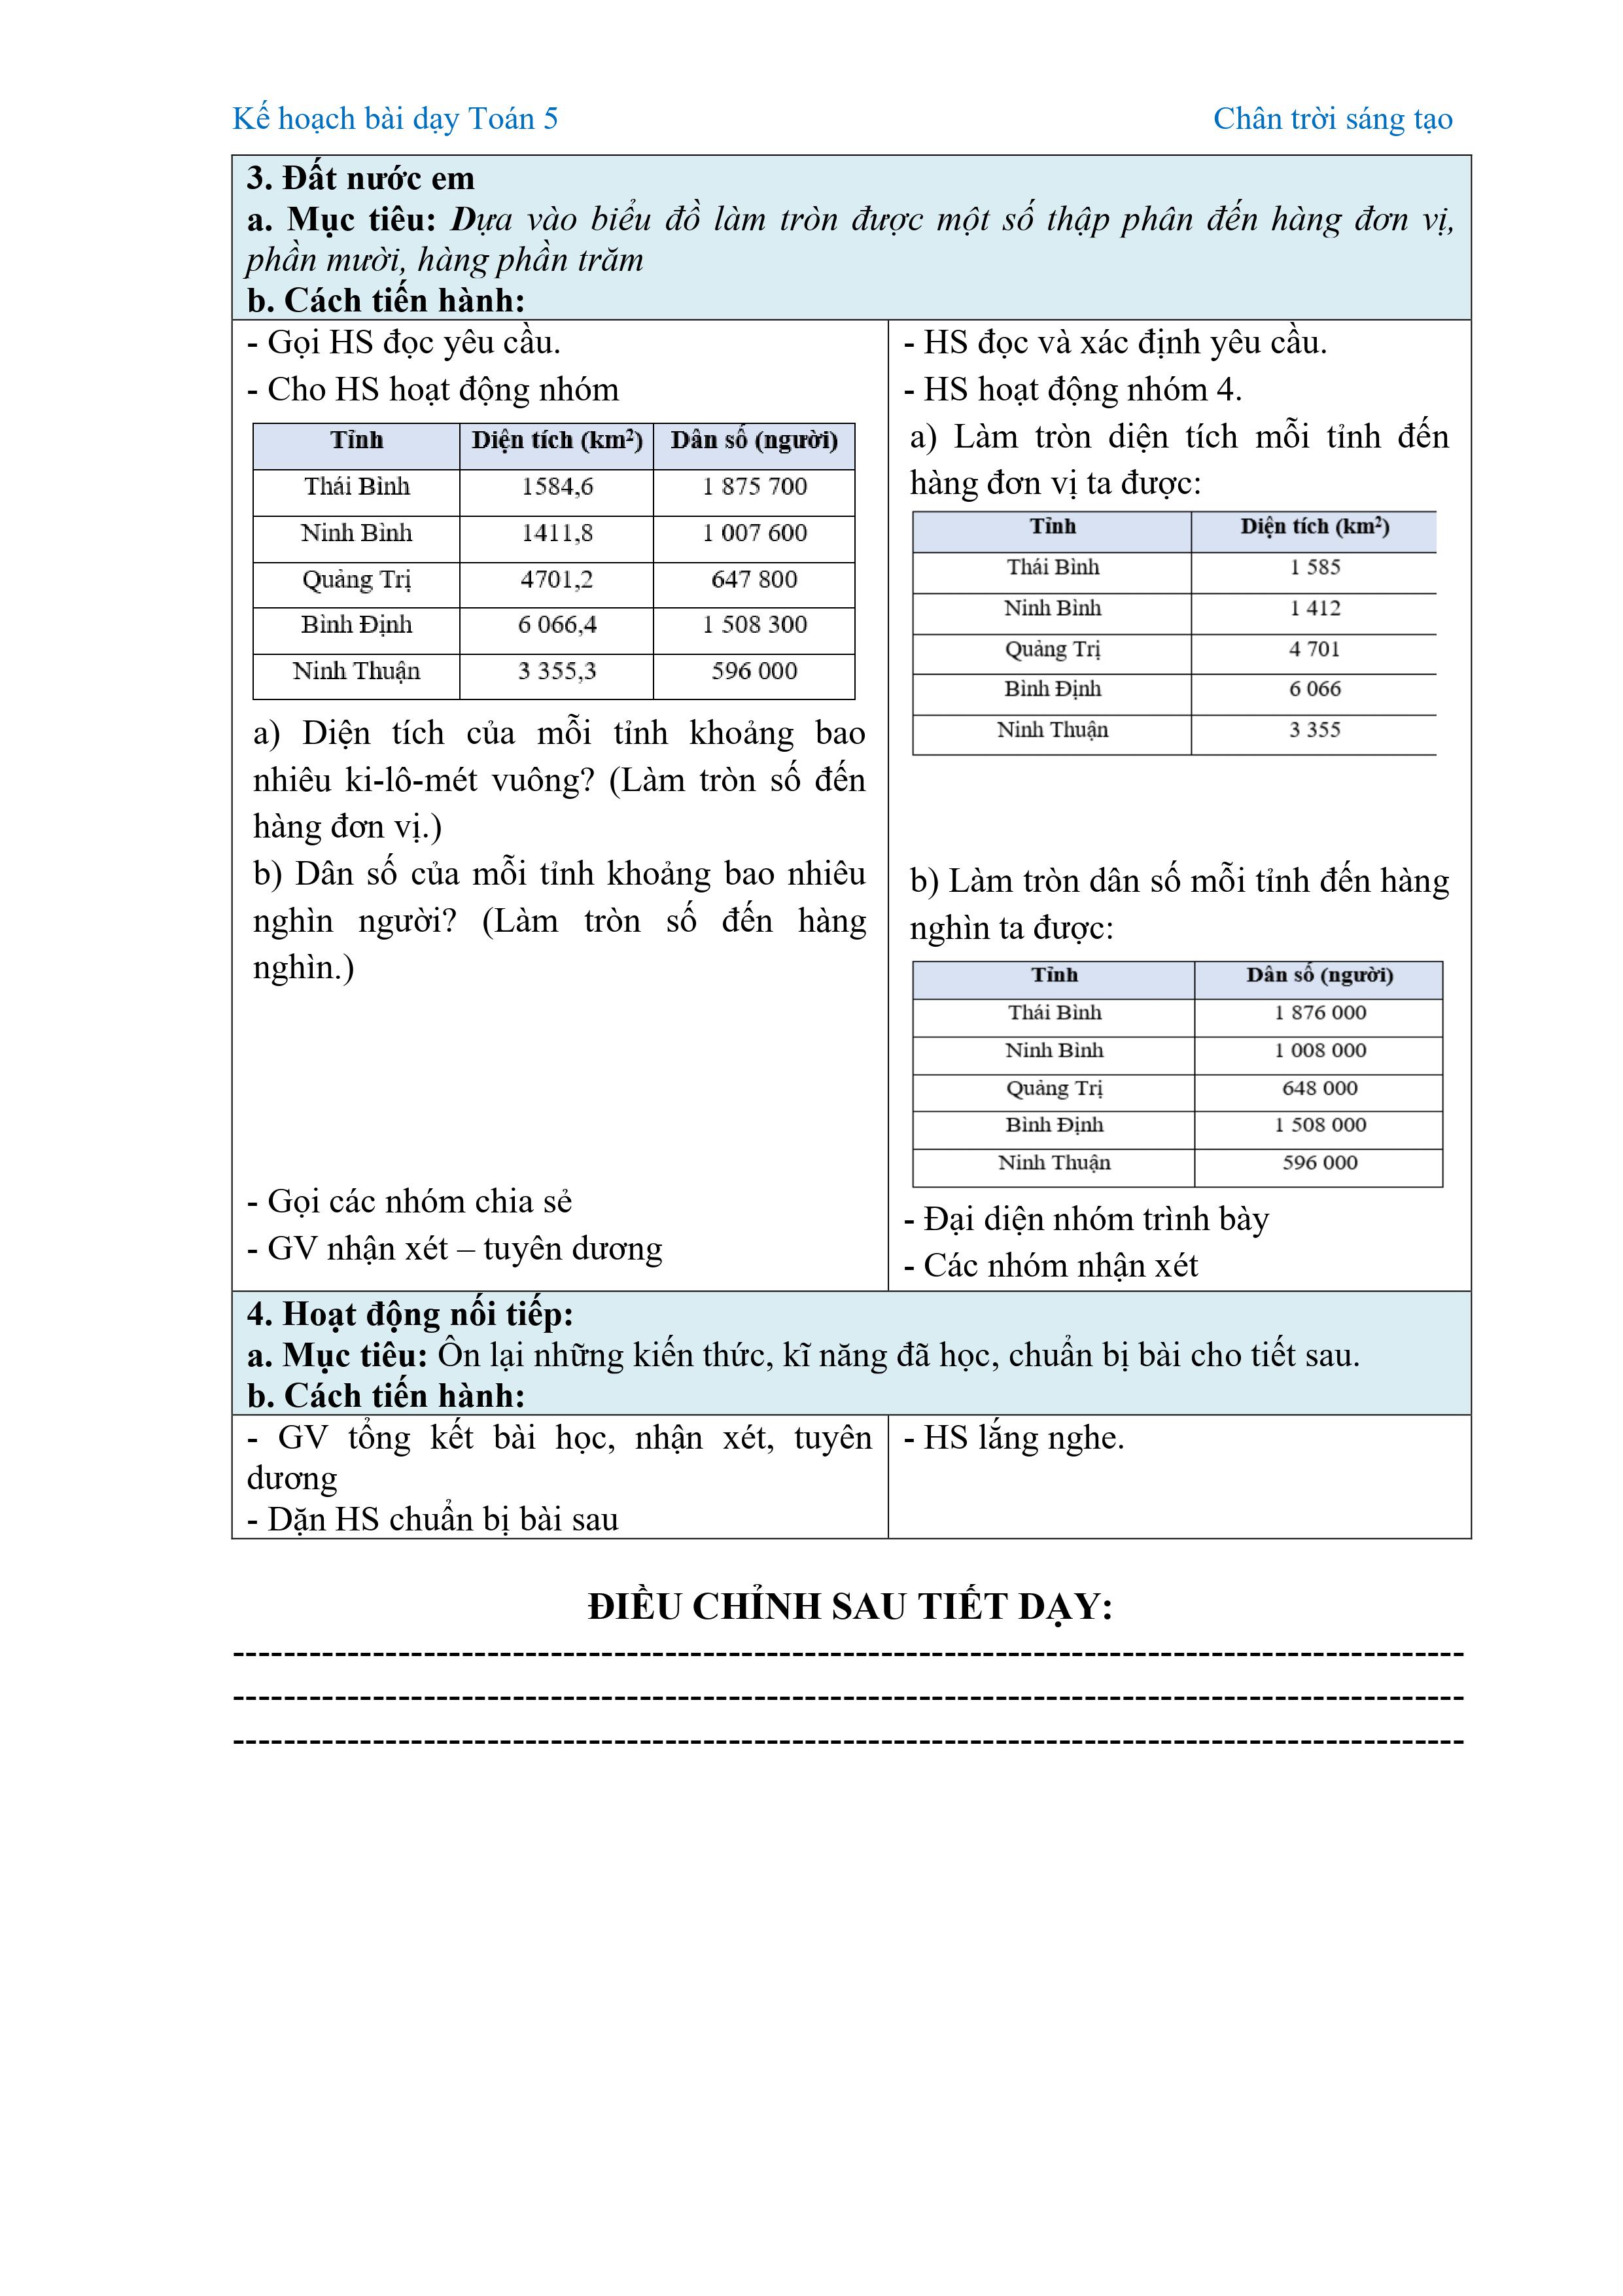 Kế hoạch bài dạy Toán 5 Chân trời sáng tạo
3. Đất nước em
a. Mục tiêu: Dựa vào biểu đồ làm tròn được một số thập phân đến hàng đơn vị,
phần mười, hàng phần trăm
b. Cách tiến hành:
- Gọi HS đọc yêu cầu.
- Cho HS hoạt động nhóm
Tỉnh Diện tích (km²) Dân số (người)
Thái Bình 1584,6 1 875 700
Ninh Bình 1411,8 1 007 600
Quảng Trị 4701,2 647 800
Bình Định 6 066,4 1 508 300
Ninh Thuận 3 355,3 596 000
a) Diện tích của mỗi tỉnh khoảng bao
nhiêu ki-lô-mét vuông? (Làm tròn số đến
hàng đơn vị.)
b) Dân số của mỗi tỉnh khoảng bao nhiêu
nghìn người? (Làm tròn số đến hàng
nghìn.)
- Gọi các nhóm chia sẻ
- GV nhận xét – tuyên dương
- HS đọc và xác định yêu cầu.
- HS hoạt động nhóm 4.
a) Làm tròn diện tích mỗi tỉnh đến
hàng đơn vị ta được:
Tỉnh Diện tích (km²)
Thái Bình 1 585
Ninh Bình 1 412
Quảng Trị 4 701
Bình Định 6 066
Ninh Thuận 3 355
b) Làm tròn dân số mỗi tỉnh đến hàng
nghìn ta được:
Tỉnh Dân số (người)
Thái Bình 1 876 000
Ninh Bình 1 008 000
Quảng Trị 648 000
Bình Định 1 508 000
Ninh Thuận 596 000
- Đại diện nhóm trình bày
- Các nhóm nhận xét
4. Hoạt động nối tiếp:
a. Mục tiêu: Ôn lại những kiến thức, kĩ năng đã học, chuẩn bị bài cho tiết sau.
b. Cách tiến hành:
- GV tổng kết bài học, nhận xét, tuyên
dương
- Dặn HS chuẩn bị bài sau
- HS lắng nghe.
ĐIỀU CHỈNH SAU TIẾT DẠY: